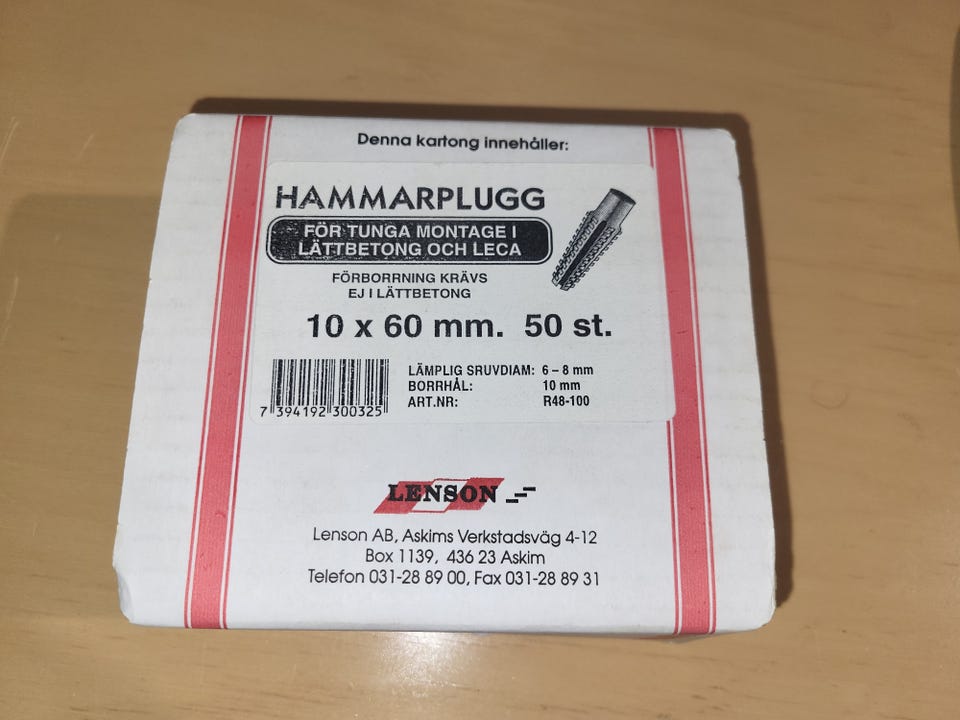 Denna kartong innehåller:
HAMMARPLUGG
FÖR TUNGA MONTAGE I
LÄTTBETONG OCH LECA
FÖRBORRNING KRÄVS
EJ I LÄTTBETONG
10 x 60 mm. 50 st.
LÄMPLIG SRUVDIAM: 6 – 8 mm
BORRHÅL: 10 mm
ART.NR: R48-100
7 394192 300325
LENSON
Lenson AB, Askims Verkstadsväg 4-12
Box 1139, 436 23 Askim
Telefon 031-28 89 00, Fax 031-28 89 31